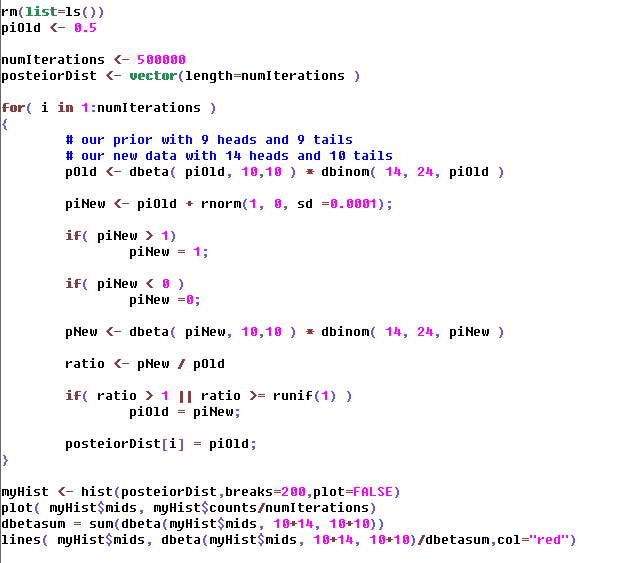 rm(list=ls())
piOld <- 0.5
numIterations <- 500000
posteiorDist <- vector(length=numIterations )
for( i in 1:numIterations )
{
# our prior with 9 heads and 9 tails
# our new data with 14 heads and 10 tails
pOld <- dbeta( piOld, 10,10 ) * dbinom( 14, 24, piOld )
piNew <- piOld + rnorm(1, 0, sd =0.0001);
if( piNew > 1)
piNew = 1;
if( piNew < 0 )
piNew =0;
pNew <- dbeta( piNew, 10,10 ) * dbinom( 14, 24, piNew )
ratio <- pNew / pOld
if( ratio > 1 || ratio >= runif(1) )
piOld = piNew;
posteiorDist[i] = piOld;
}
myHist <- hist(posteiorDist,breaks=200,plot=FALSE)
plot( myHist$mids, myHist$counts/numIterations)
dbetasum = sum(dbeta(myHist$mids, 10+14, 10+10))
lines( myHist$mids, dbeta(myHist$mids, 10+14, 10+10)/dbetasum,col="red")